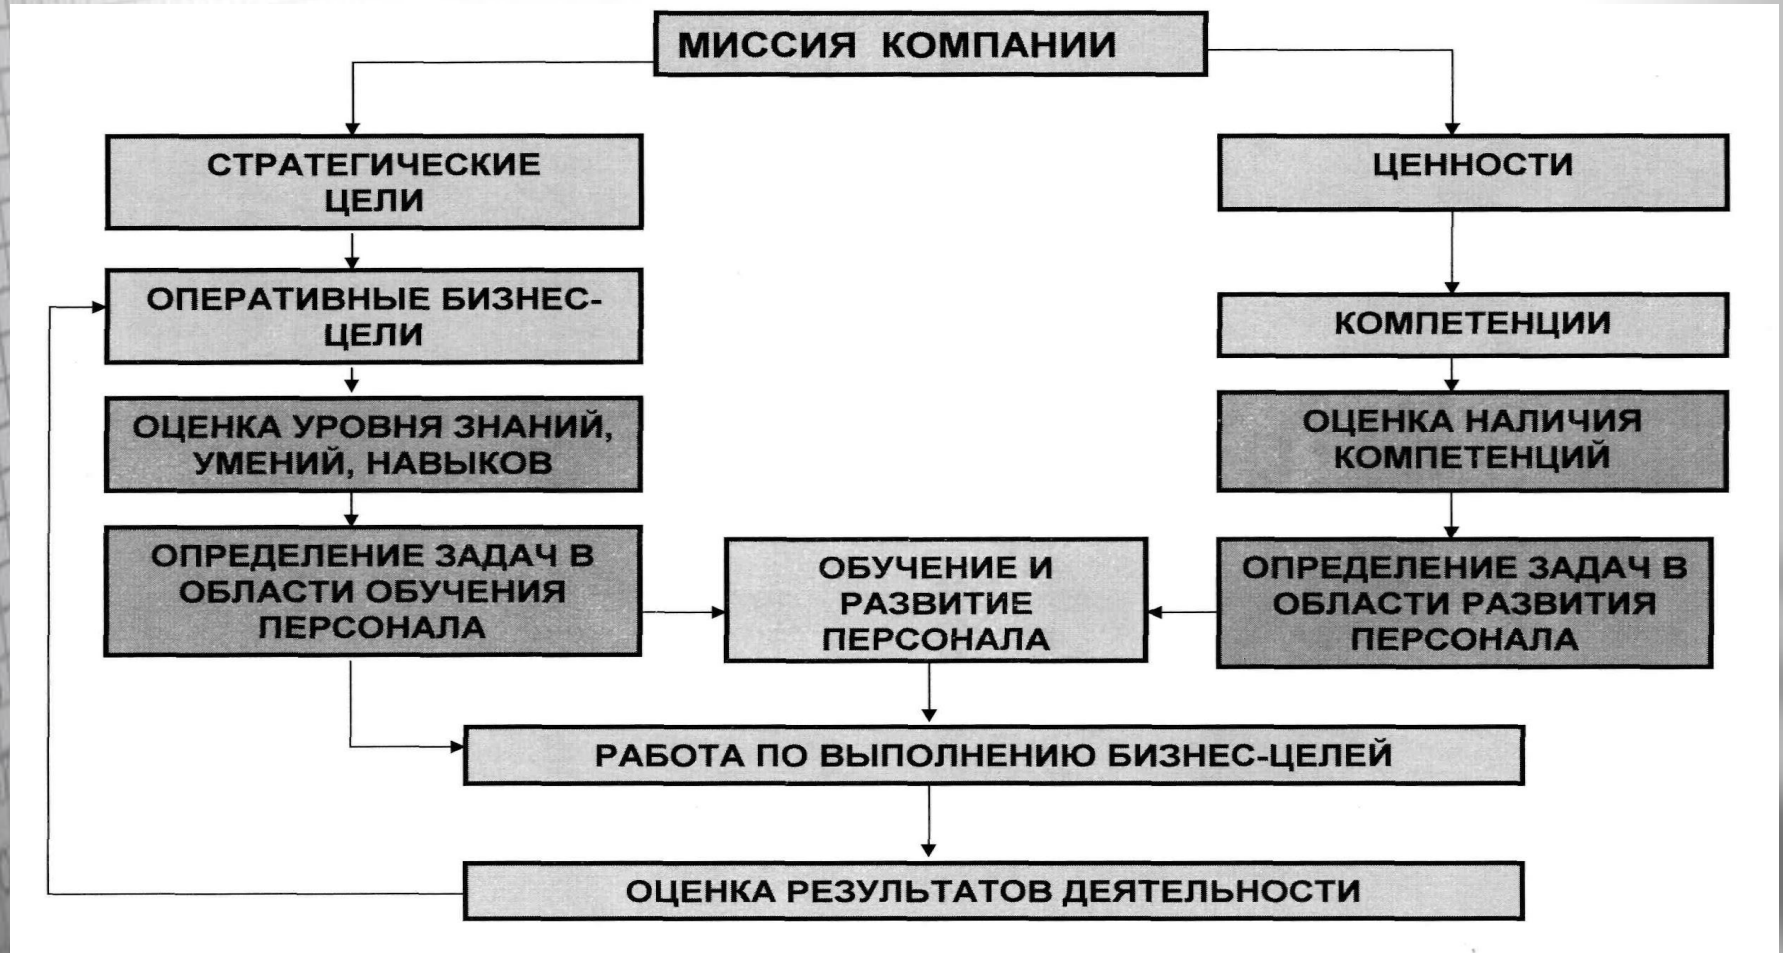 МИССИЯ КОМПАНИИ
СТРАТЕГИЧЕСКИЕ
ЦЕЛИ
ЦЕННОСТИ
ОПЕРАТИВНЫЕ БИЗНЕС-
ЦЕЛИ
КОМПЕТЕНЦИИ
ОЦЕНКА УРОВНЯ ЗНАНИЙ,
УМЕНИЙ, НАВЫКОВ
ОЦЕНКА НАЛИЧИЯ
КОМПЕТЕНЦИЙ
ОПРЕДЕЛЕНИЕ ЗАДАЧ В
ОБЛАСТИ ОБУЧЕНИЯ
ПЕРСОНАЛА
ОБУЧЕНИЕ И
РАЗВИТИЕ
ПЕРСОНАЛА
ОПРЕДЕЛЕНИЕ ЗАДАЧ В
ОБЛАСТИ РАЗВИТИЯ
ПЕРСОНАЛА
РАБОТА ПО ВЫПОЛНЕНИЮ БИЗНЕС-ЦЕЛЕЙ
ОЦЕНКА РЕЗУЛЬТАТОВ ДЕЯТЕЛЬНОСТИ